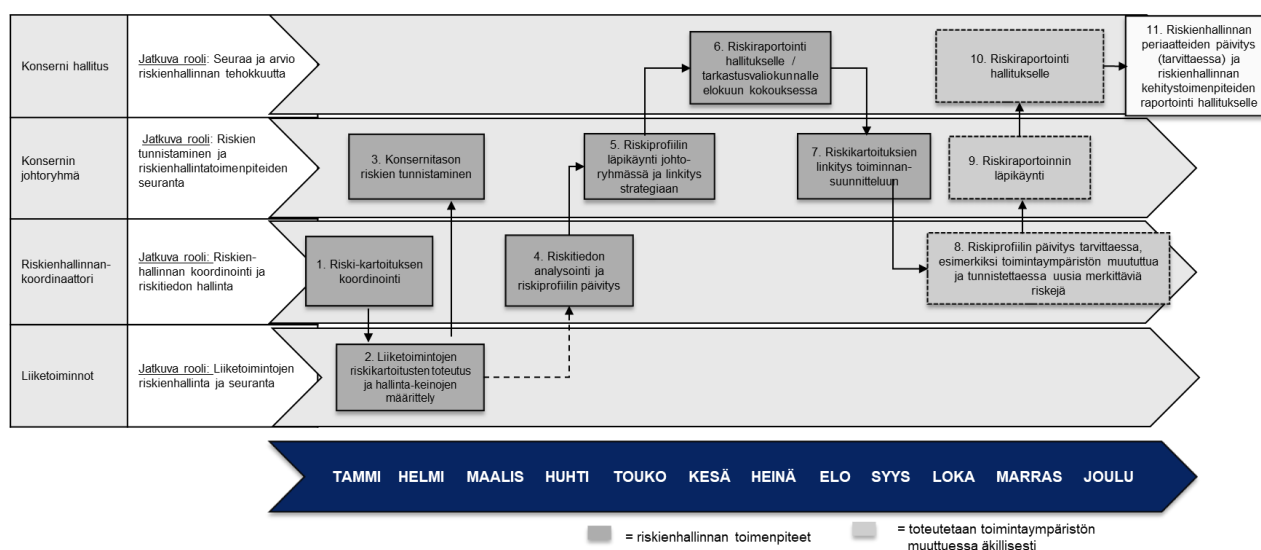 Konserni hallitus
Jatkuva rooli: Seuraa ja arvio
riskienhallinnan
tehokkuutta
6. Riskiraportointi
hallitukselle /
tarkastusvaliokunnalle
elokuun kokouksessa
10. Riskiraportointi
hallitukselle
11. Riskienhallinnan
periaatteiden päivitys
(tarvittaessa) ja
riskienhallinnan
kehitystoimenpiteiden
raportointi hallitukselle
Konsernin
johtoryhmä
Jatkuva rooli: Riskien
tunnistaminen ja
riskienhallintatoimenpiteiden
seuranta
3. Konsernitason
riskien tunnistaminen
5. Riskiprofiilin
läpikäynti johto-
ryhmässä ja linkitys
strategiaan
7. Riskikartoituksien
linkitys toiminnan-
suunnitteluun
9. Riskiraportoinnin
läpikäynti
Riskienhallinnan-
koordinaattori
Jatkuva rooli: Riskien-
hallinnan koordinointi ja
riskitiedon hallinta
1. Riski-kartoituksen
koordinointi
4. Riskitiedon
analysointi ja
riskiprofiilin päivitys
8. Riskiprofiilin päivitys tarvittaessa,
esimerkiksi toimintaympäristön muututtua
ja tunnistettaessa uusia merkittäviä
riskejä
Liiketoiminnot
Jatkuva rooli: Liiketoimintojen
riskienhallinta ja seuranta
2. Liiketoimintojen
riskikartoitusten toteutus
ja hallinta-keinojen
määrittely
TAMMI HELMI MAALIS HUHTI TOUKO KESÄ HEINÄ ELO SYYS LOKA MARRAS JOULU
= riskienhallinnan toimenpiteet
= toteutetaan toimintaympäristön
muuttuessa äkillisesti